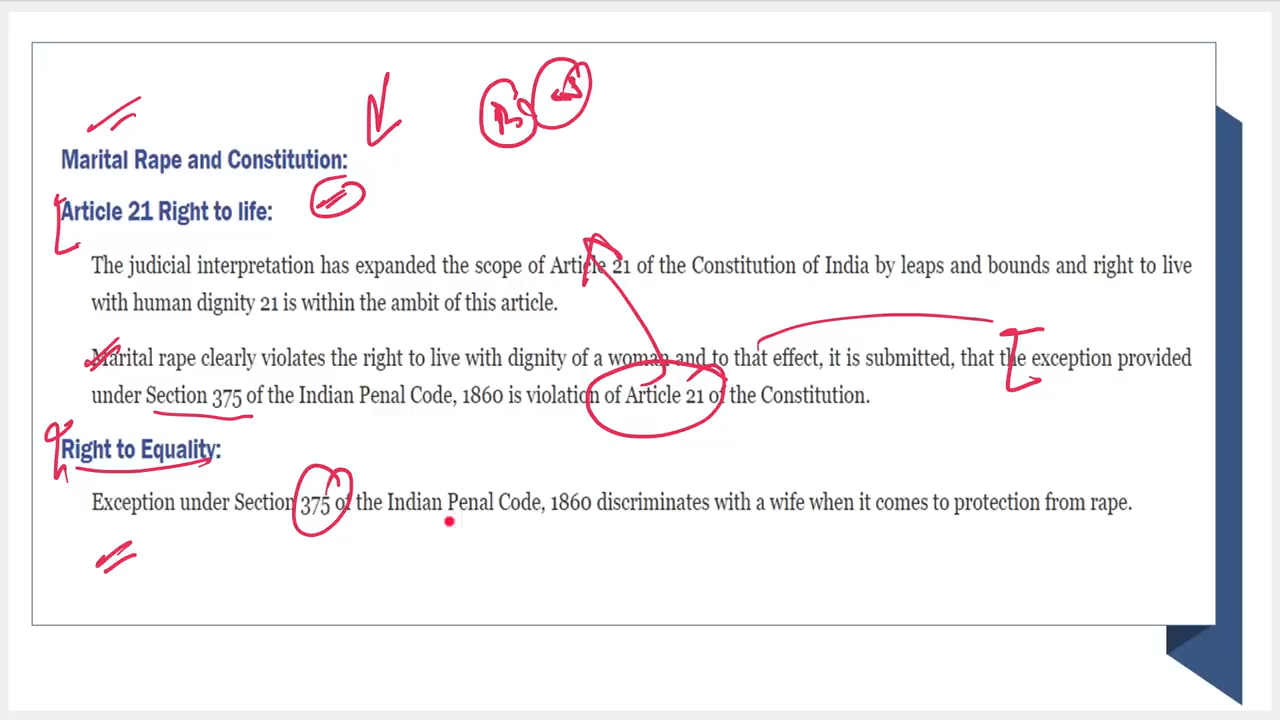 Marital Rape and Constitution:
Article 21 Right to life:
The judicial interpretation has expanded the scope of Article 21 of the Constitution of India by leaps and bounds and right to live
with human dignity 21 is within the ambit of this article.
Marital rape clearly violates the right to live with dignity of a woman and to that effect, it is submitted, that the exception provided
under Section 375 of the Indian Penal Code, 1860 is violation of Article 21 of the Constitution.
Right to Equality:
Exception under Section 375 of the Indian Penal Code, 1860 discriminates with a wife when it comes to protection from rape.